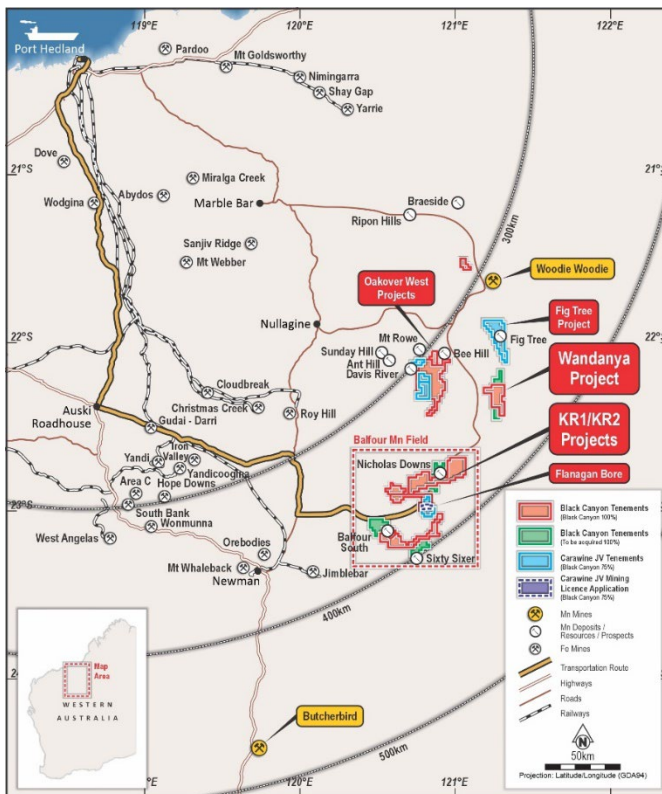 119°E
120°E
121°E
122°E
Port Hedland
Pardoo
Mt Goldsworthy
Nimingarra
Shay Gap
Yarrie
21°S
21°S
Dove
Wodgina
Abydos
Miralga Creek
Marble Bar
Braeside
Ripon Hills
Sanjiv Ridge
Mt Webber
300km
Woodie Woodie
Oakover West
Projects
Nullagine
22°S
22°S
Mt Rowe
Sunday Hill
Ant Hill
Davis River
Bee Hill
Fig Tree
Project
Fig Tree
Wandanya
Project
Cloudbreak
Christmas Creek
Roy Hill
Auski
Roadhouse
Gudai - Darri
KR1/KR2
Projects
Balfour Mn Field
Nicholas Downs
Flanagan Bore
Iron
Valley
Yandi
Yandicoogina
Area C
Hope Downs
23°S
South Bank
Wonmunna
West Angelas
Orebodies
Mt Whaleback
Newman
Jimblebar
Balfour
South
Sixty Sixer
400km
500km
Butcherbird
Map
Area
WESTERN
AUSTRALIA
119°E
120°E
121°E
Black Canyon Tenements
(Black Canyon 100%)
Black Canyon Tenements
(To be acquired 100%)
Carawine JV Tenements
(Black Canyon 75%)
Carawine JV Mining
Licence Application
(Black Canyon 75%)
Mn Mines
Mn Deposits /
Resources / Prospects
Fe Mines
Transportation Route
Highways
Roads
Railways
N
50km
Projection: Latitude/Longitude (GDA94)